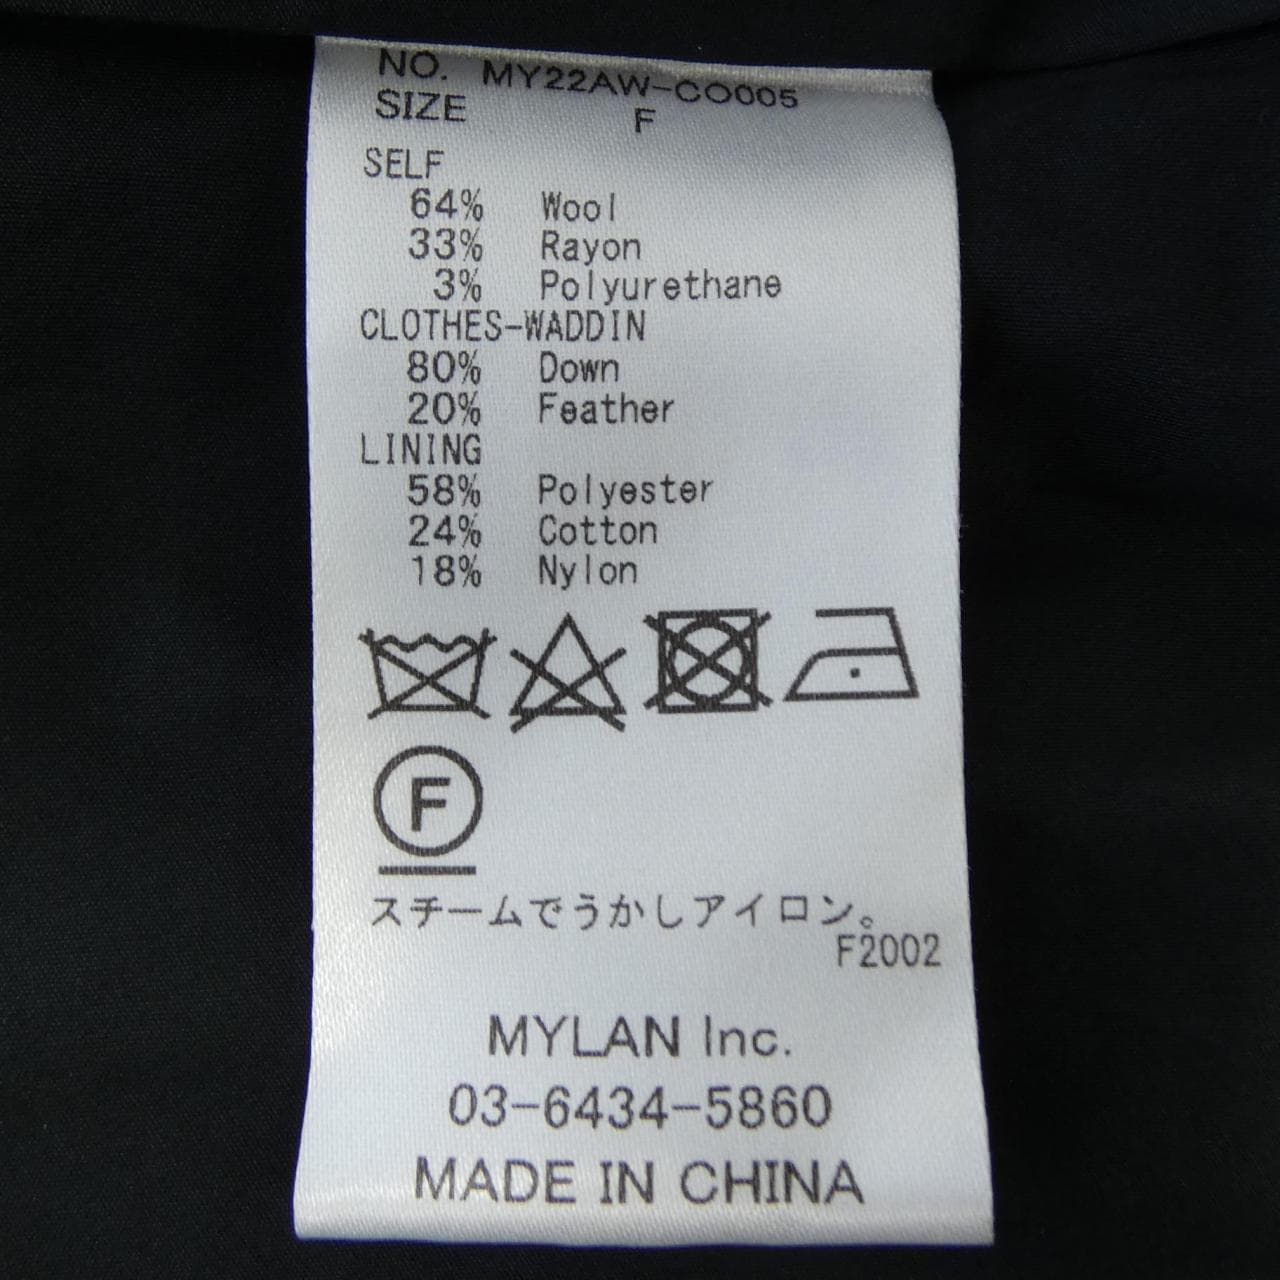 NO. MY22AW-CO005
SIZE F
SELF
64% Wool
33% Rayon
3% Polyurethane
CLOTHES-WADDIN
80% Down
20% Feather
LINING
58% Polyester
24% Cotton
18% Nylon
F
スチームでうかしアイロン。
F2002
MYLAN Inc.
03-6434-5860
MADE IN CHINA